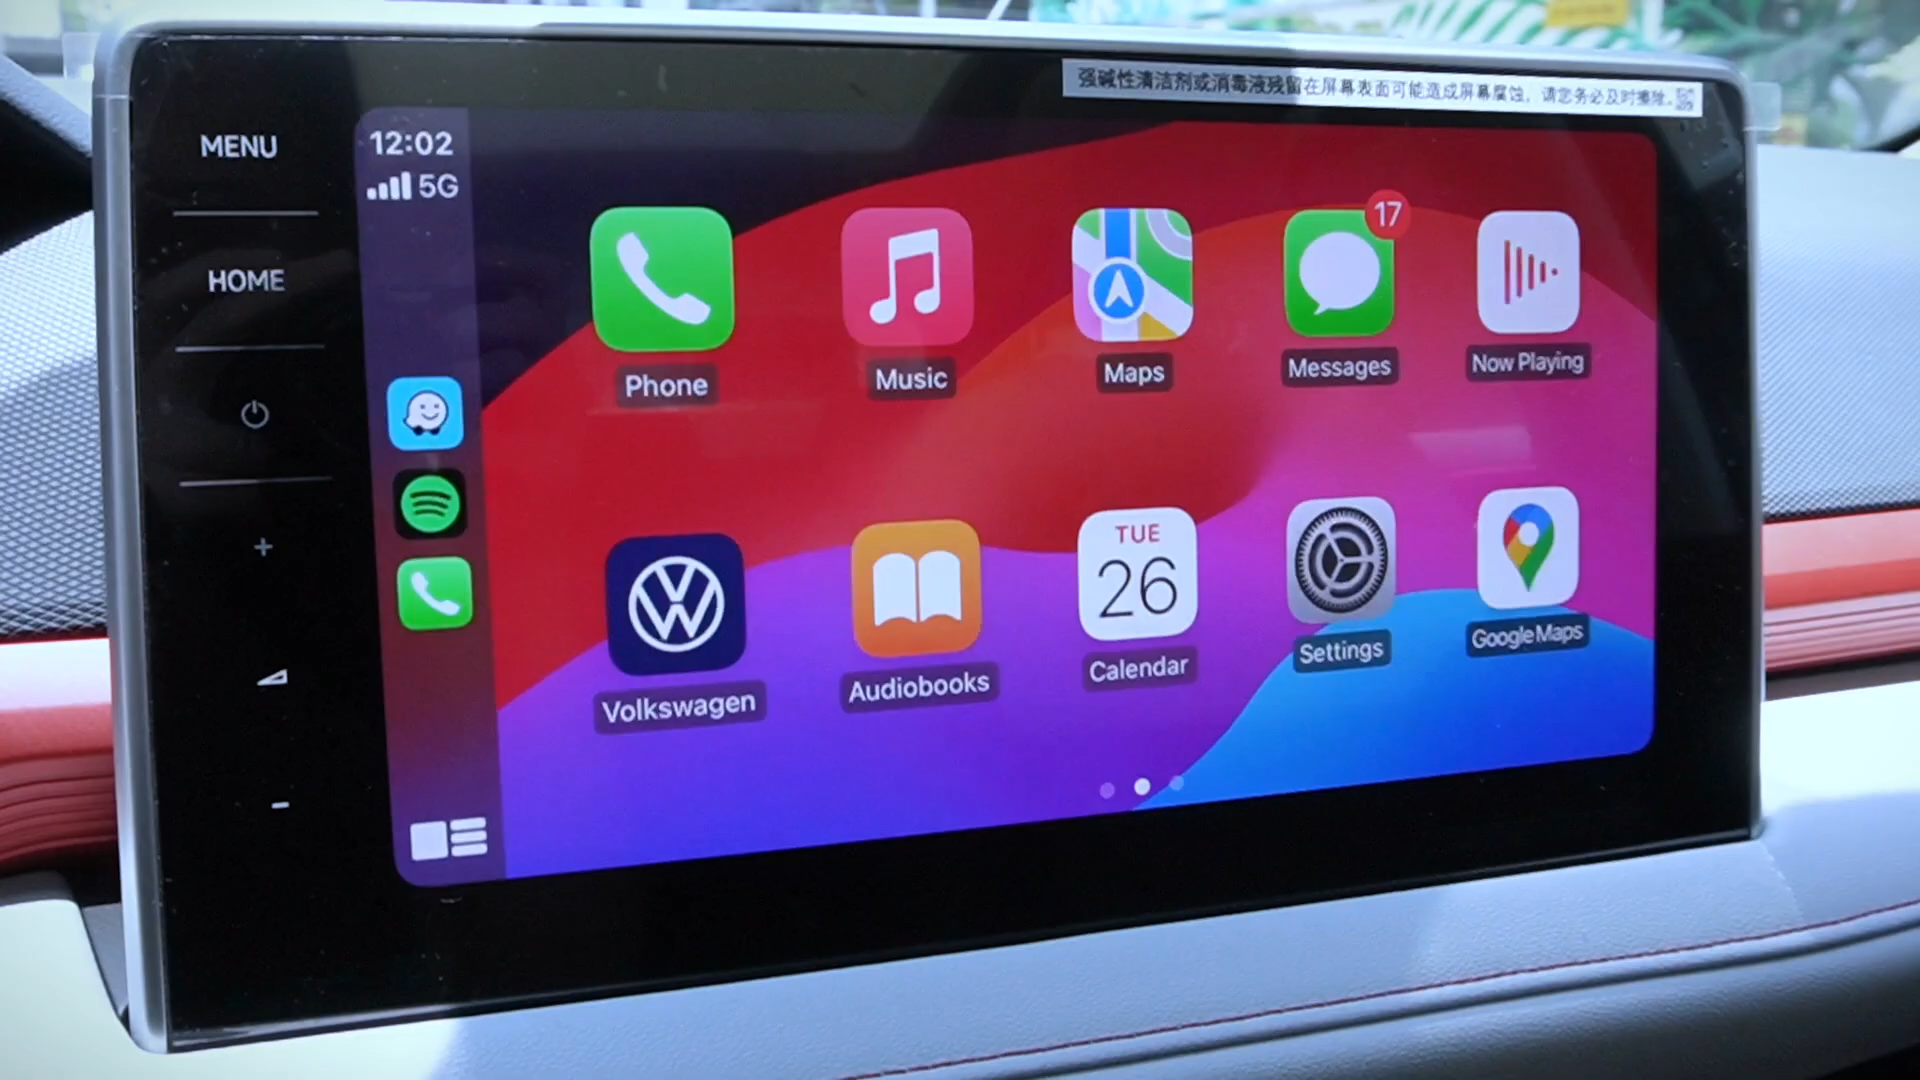 强碱性清洁剂或消毒液残留在屏幕表面可能造成屏幕腐蚀，请您务必及时擦除。
MENU
HOME
12:02
5G
17
Phone
Music
Maps
Messages
Now Playing
TUE
26
Volkswagen
Audiobooks
Calendar
Settings
Google Maps